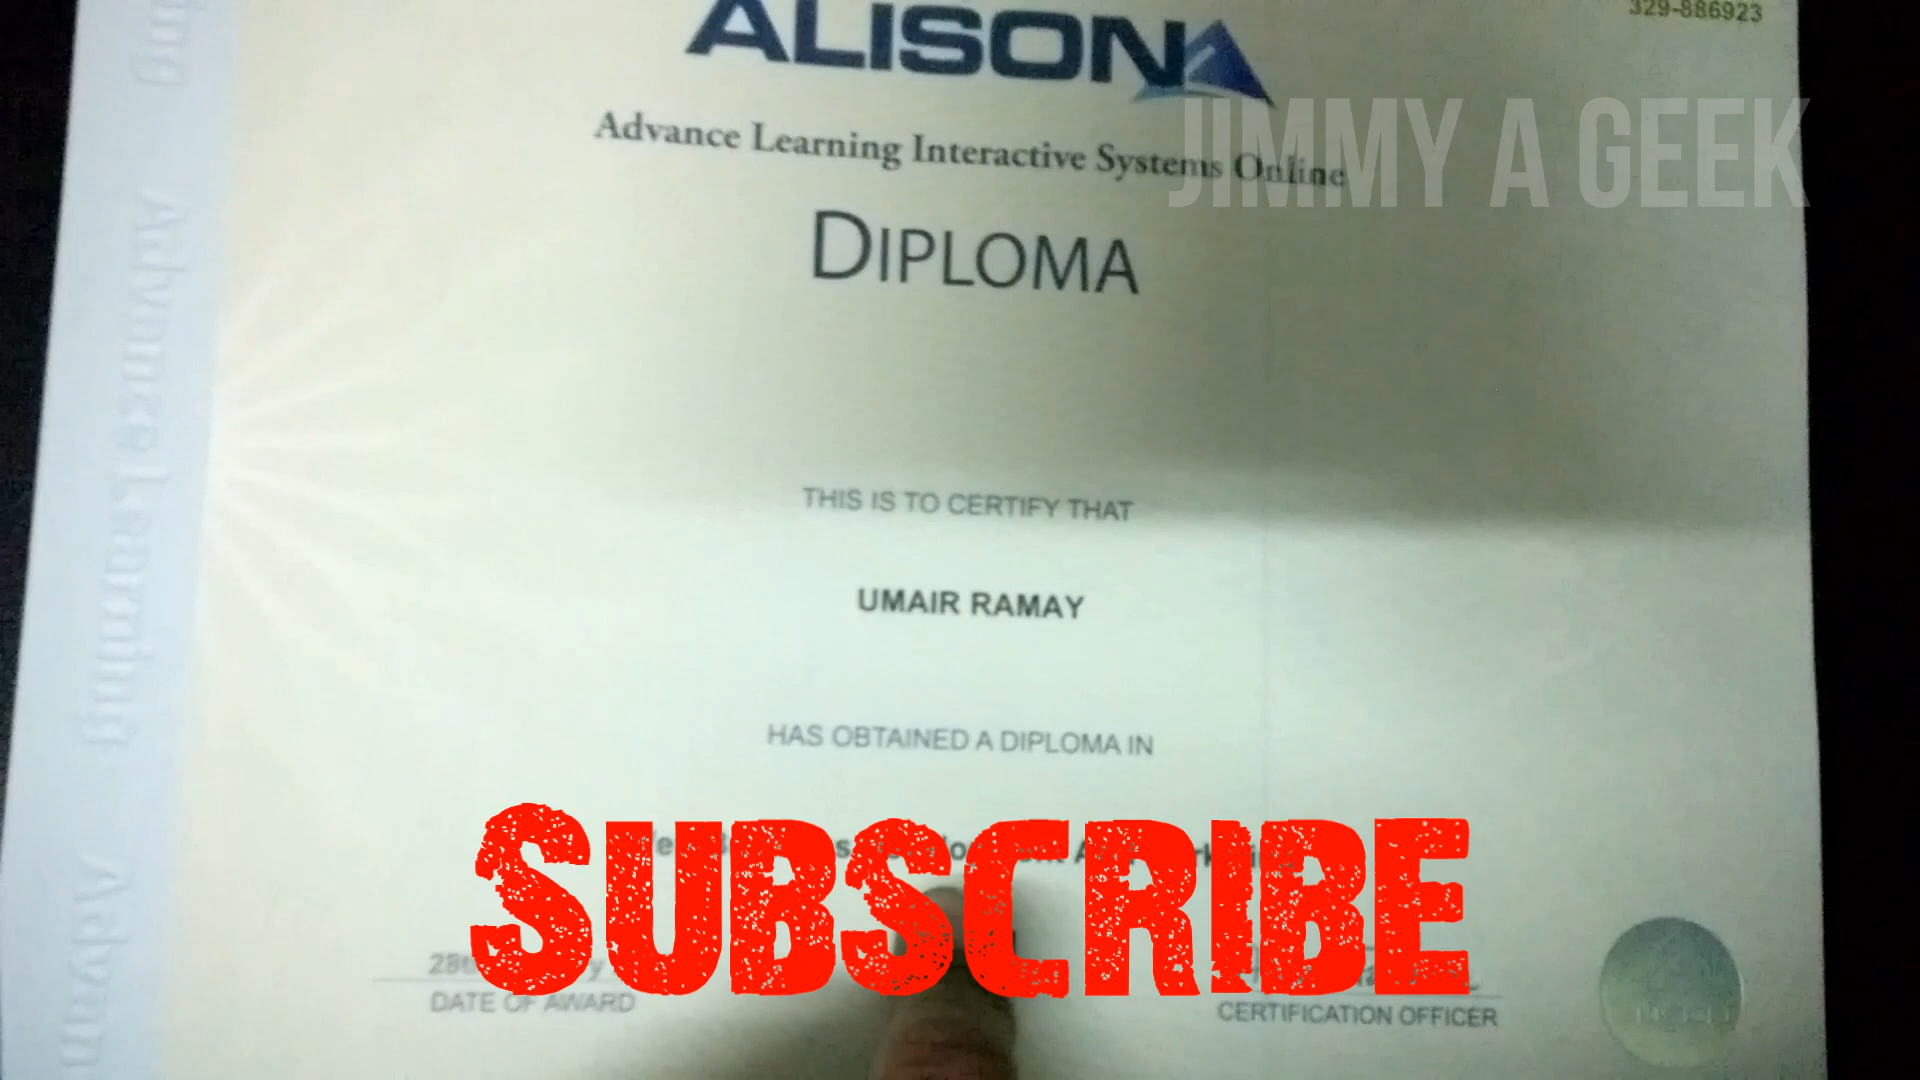 329-886923
ALISON
JIMMY A GEEK
Advance Learning Interactive Systems Online
DIPLOMA
THIS IS TO CERTIFY THAT
UMAIR RAMAY
HAS OBTAINED A DIPLOMA IN
SUBSCRIBE
DATE OF AWARD
CERTIFICATION OFFICER
Advance Learning